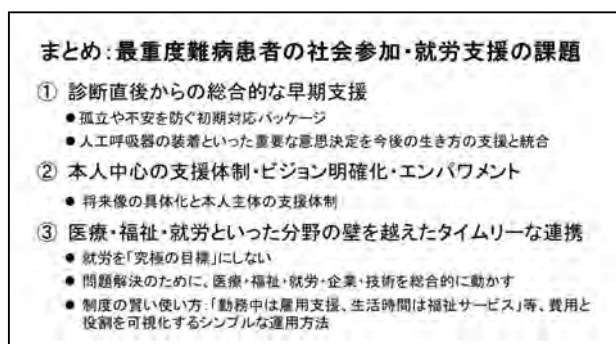 まとめ:最重度難病患者の社会参加・就労支援の課題
① 診断直後からの総合的な早期支援
● 孤立や不安を防ぐ初期対応パッケージ
● 人工呼吸器の装着といった重要な意思決定を今後の生き方の支援と統合
② 本人中心の支援体制・ビジョン明確化・エンパワメント
● 将来像の具体化と本人主体の支援体制
③ 医療・福祉・就労といった分野の壁を越えたタイムリーな連携
● 就労を「究極の目標」にしない
● 問題解決のために、医療・福祉・就労・企業・技術を総合的に動かす
● 制度の賢い使い方:「勤務中は雇用支援、生活時間は福祉サービス」等、費用と
役割を可視化するシンプルな運用方法